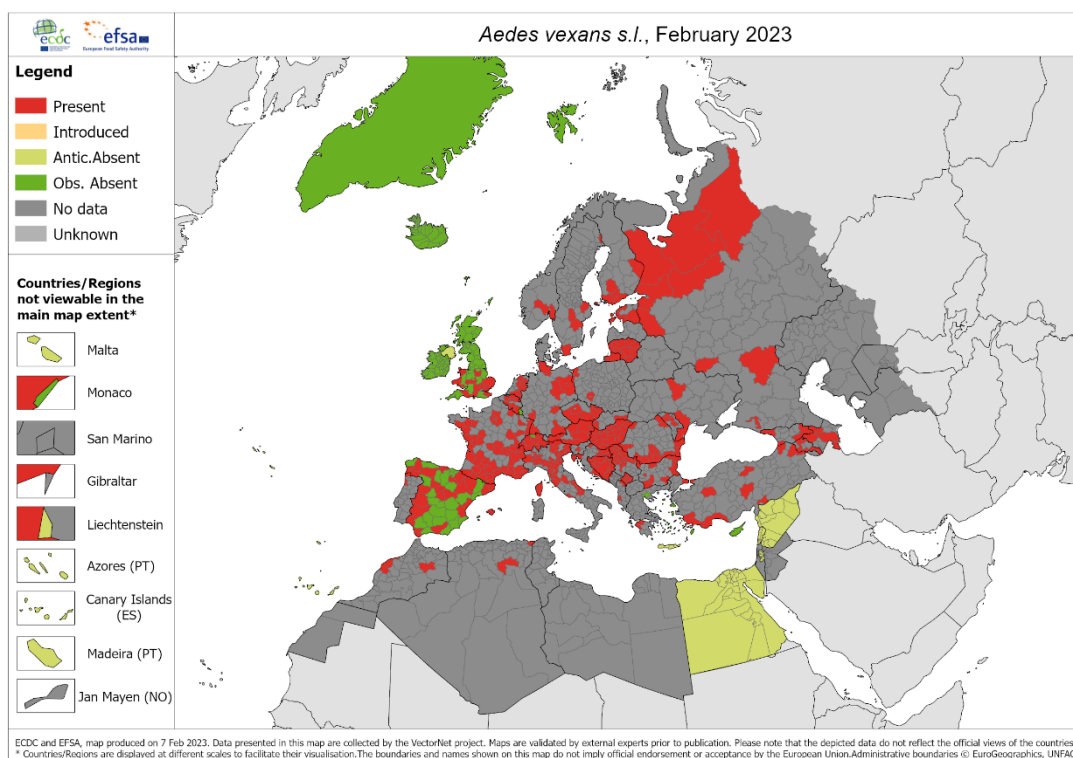 ecdc
efsa
European Food Safety Authority
Aedes vexans s.l., February 2023
Legend
Present
Introduced
Antic.Absent
Obs. Absent
No data
Unknown
Countries/Regions
not viewable in the
main map extent*
Malta
Monaco
San Marino
Gibraltar
Liechtenstein
Azores (PT)
Canary Islands
(ES)
Madeira (PT)
Jan Mayen (NO)
ECDC and EFSA, map produced on 7 Feb 2023. Data presented in this map are collected by the VectorNet project. Maps are validated by external experts prior to publication. Please note that the depicted data do not reflect the official views of the countries
* Countries/Regions are displayed at different scales to facilitate their visualisation.The boundaries and names shown on this map do not imply official endorsement or acceptance by the European Union.Administrative boundaries © EuroGeographics, UNFAO